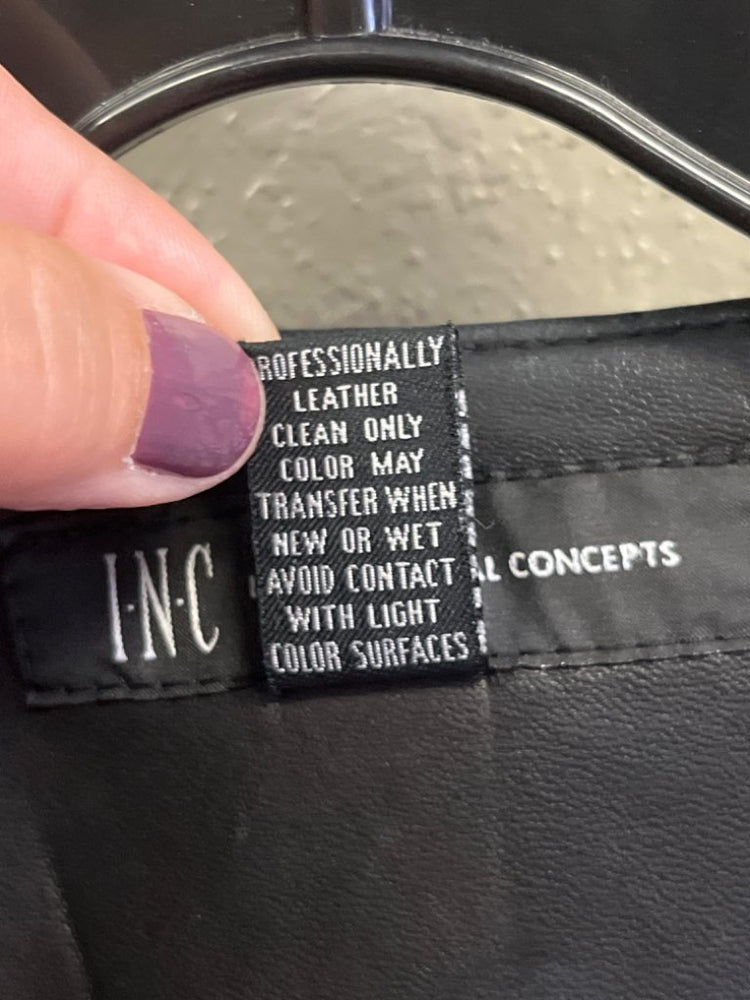 ROFESSIONALLY
LEATHER
CLEAN ONLY
COLOR MAY
TRANSFER WHEN
NEW OR WET
AVOID CONTACT
WITH LIGHT
COLOR SURFACES
I·N·C
AL CONCEPTS